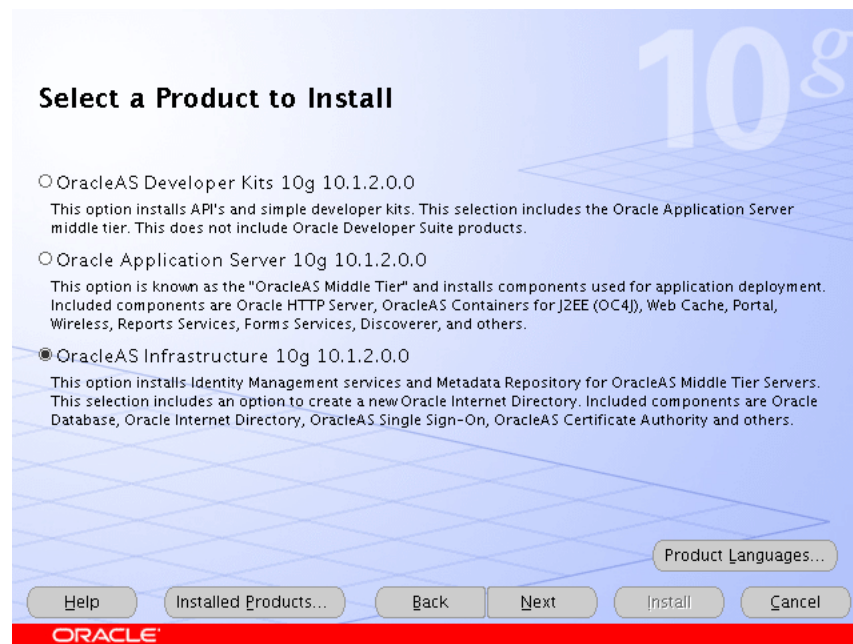 10g
Select a Product to Install
OracleAS Developer Kits 10g 10.1.2.0.0
This option installs API's and simple developer kits. This selection includes the Oracle Application Server
middle tier. This does not include Oracle Developer Suite products.
Oracle Application Server 10g 10.1.2.0.0
This option is known as the "OracleAS Middle Tier" and installs components used for application deployment.
Included components are Oracle HTTP Server, OracleAS Containers for J2EE (OC4J), Web Cache, Portal,
Wireless, Reports Services, Forms Services, Discoverer, and others.
OracleAS Infrastructure 10g 10.1.2.0.0
This option installs Identity Management services and Metadata Repository for OracleAS Middle Tier Servers.
This selection includes an option to create a new Oracle Internet Directory. Included components are Oracle
Database, Oracle Internet Directory, OracleAS Single Sign-On, OracleAS Certificate Authority and others.
Product Languages...
Help Installed Products... Back Next Install Cancel
ORACLE